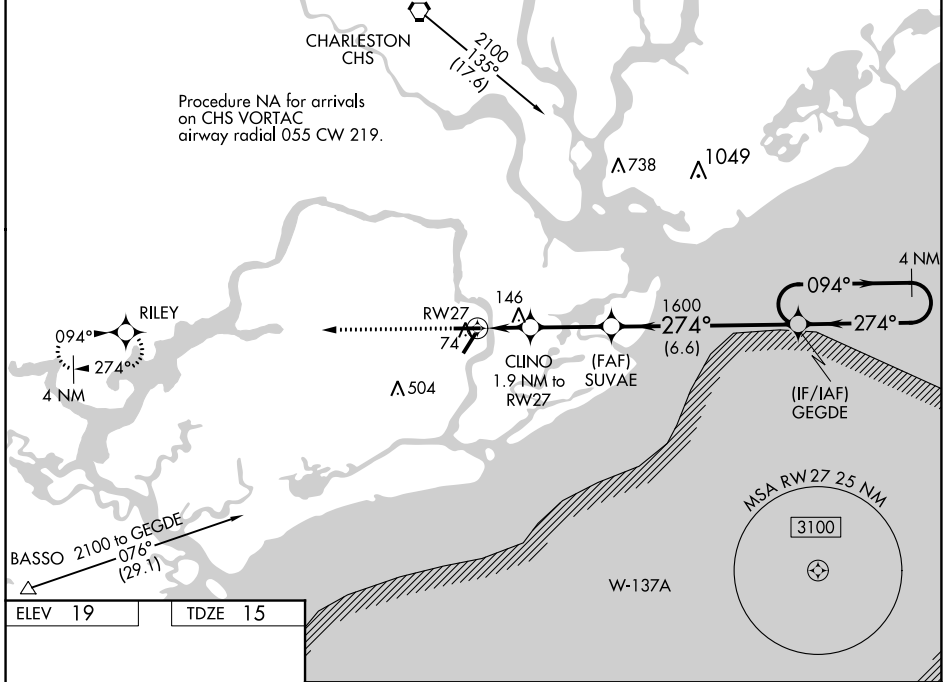 CHARLESTON
CHS
2100
135°
(17.6)
Procedure NA for arrivals
on CHS VORTAC
airway radial 055 CW 219.
738
1049
4 NM
094°
RILEY
094°
274°
4 NM
RW27
74
146
CLINO
1.9 NM to
RW27
(FAF)
SUVAE
1600
274°
(6.6)
274°
(IF/IAF)
GEGDE
504
MSA RW27 25 NM
3100
W-137A
BASSO
2100 to GEGDE
076°
(29.1)
ELEV 19
TDZE 15